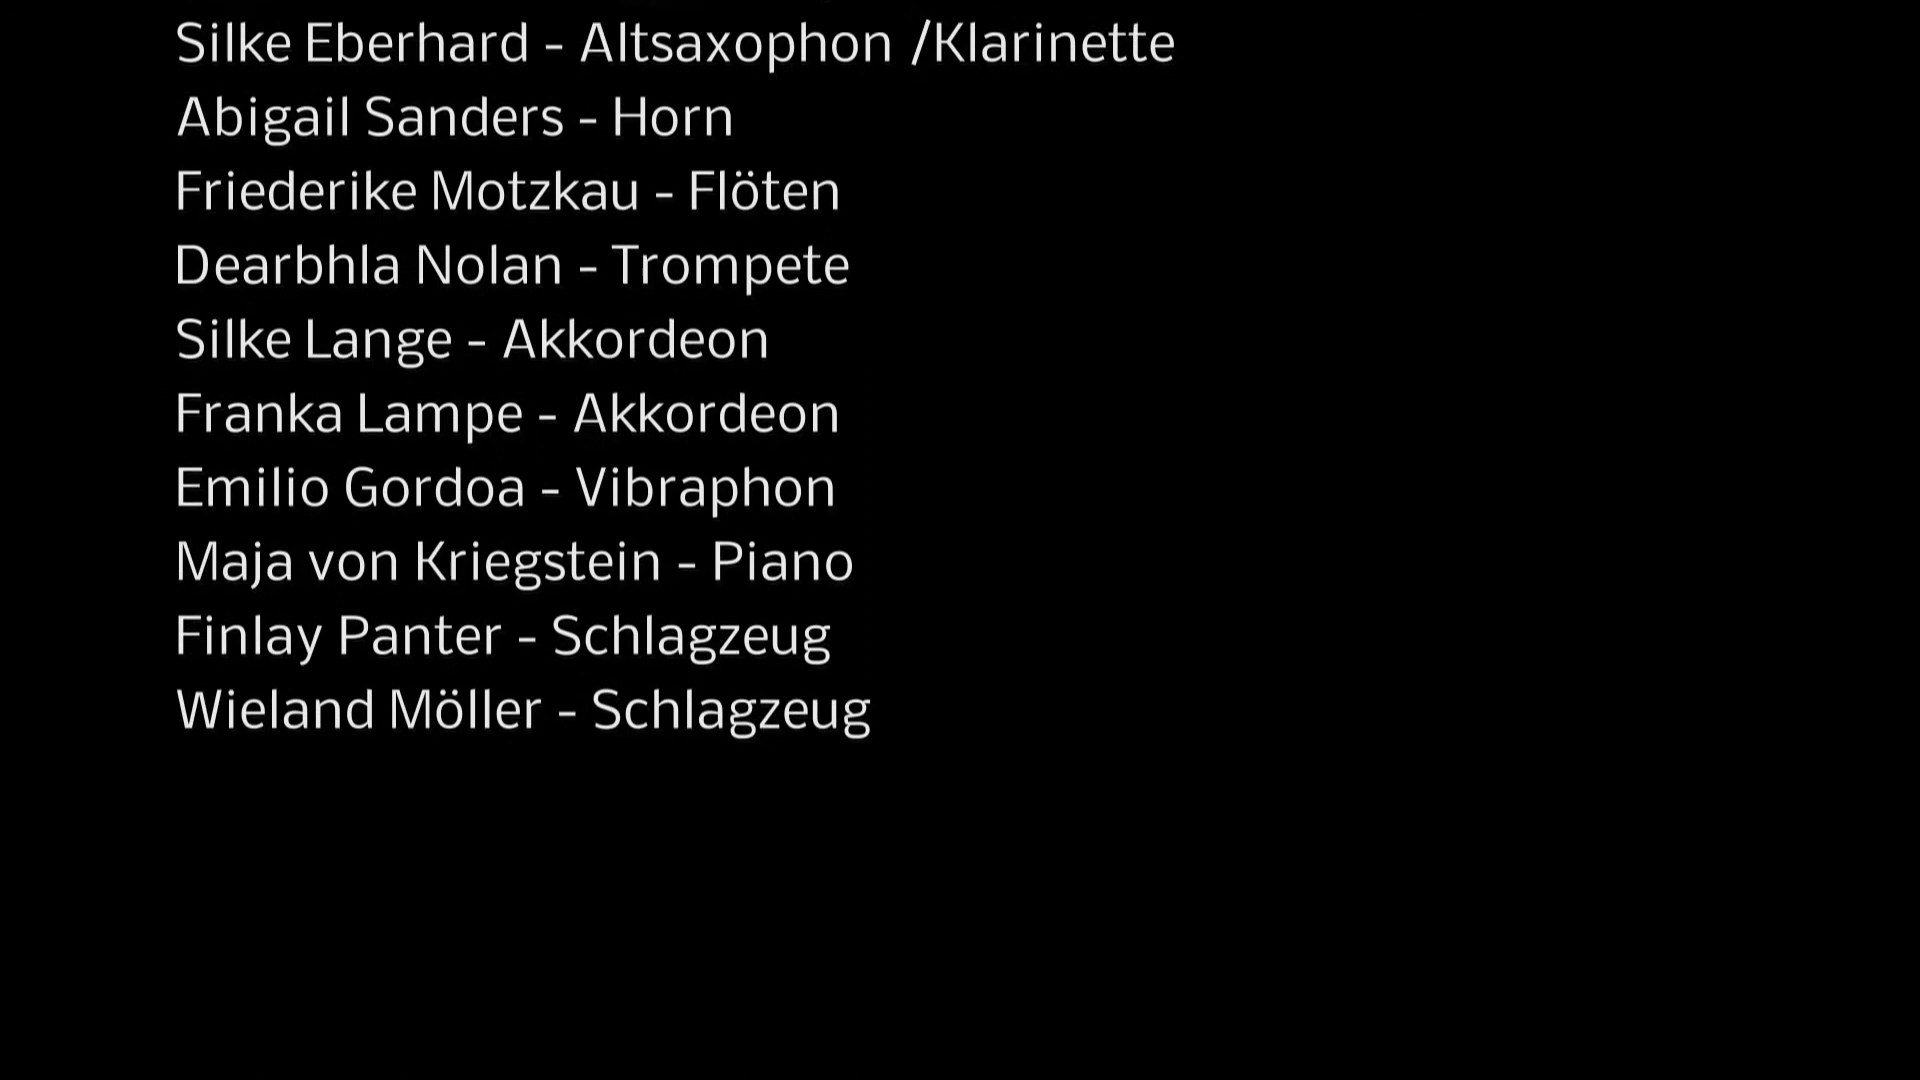 Silke Eberhard - Altsaxophon /Klarinette
Abigail Sanders - Horn
Friederike Motzkau - Flöten
Dearbhla Nolan - Trompete
Silke Lange - Akkordeon
Franka Lampe - Akkordeon
Emilio Gordoa - Vibraphon
Maja von Kriegstein - Piano
Finlay Panter - Schlagzeug
Wieland Möller - Schlagzeug